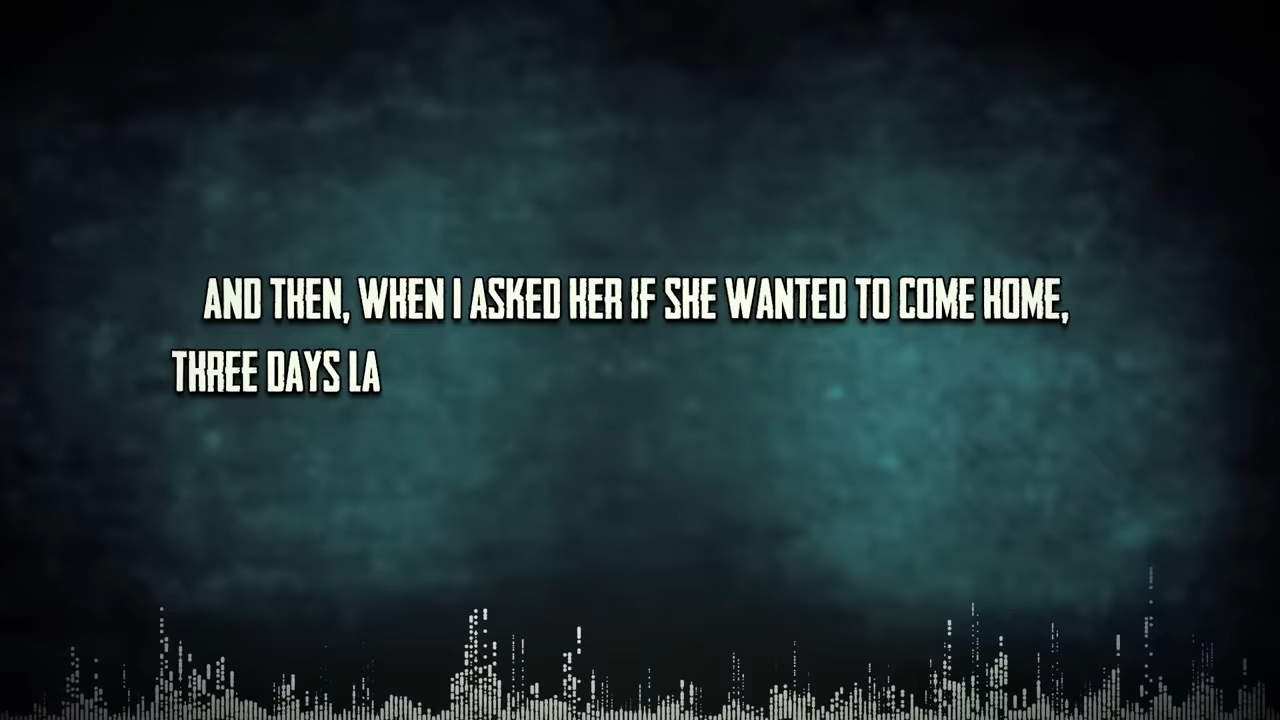 AND THEN, WHEN I ASKED HER IF SHE WANTED TO COME HOME,
THREE DAYS LA